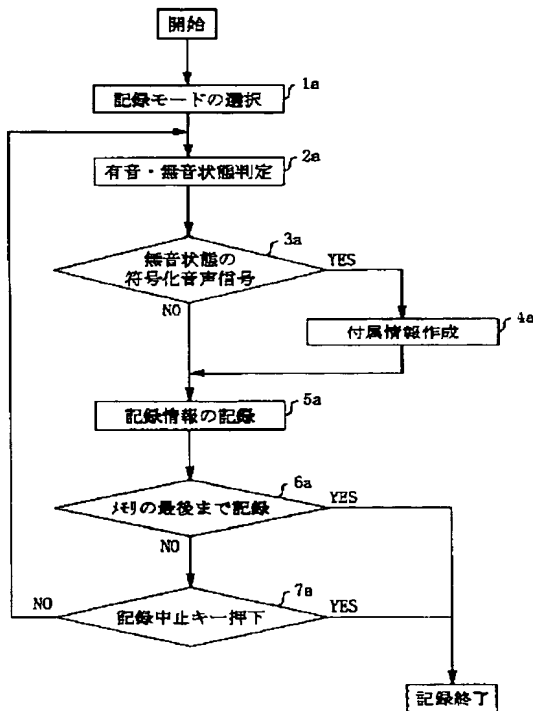 開始
記録モードの選択
1a
有音・無音状態判定
2a
無音状態の
符号化音声信号
3a
YES
NO
付属情報作成
4a
記録情報の記録
5a
ﾒﾓﾘの最後まで記録
6a
YES
NO
記録中止キー押下
7a
NO
YES
記録終了